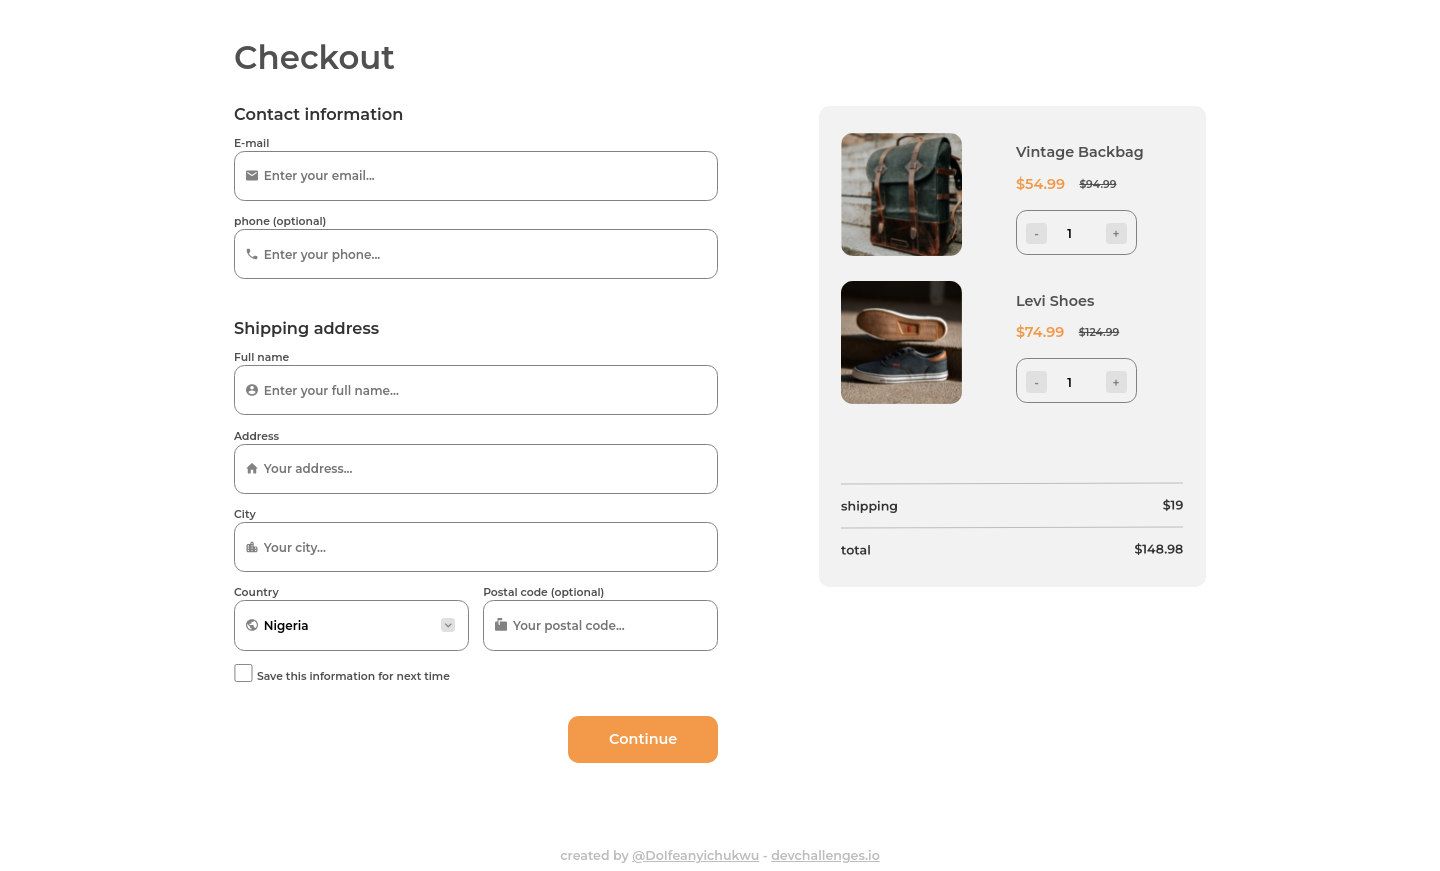 Checkout
Contact information
E-mail
Enter your email...
phone (optional)
Enter your phone...
Shipping address
Full name
Enter your full name...
Address
Your address...
City
Your city...
Country
Postal code (optional)
Nigeria
Your postal code...
Save this information for next time
Continue
Vintage Backbag
$54.99 $94.99
- 1 +
Levi Shoes
$74.99 $124.99
- 1 +
shipping $19
total $148.98
created by @DoIfeanyichukwu - devchallenges.io